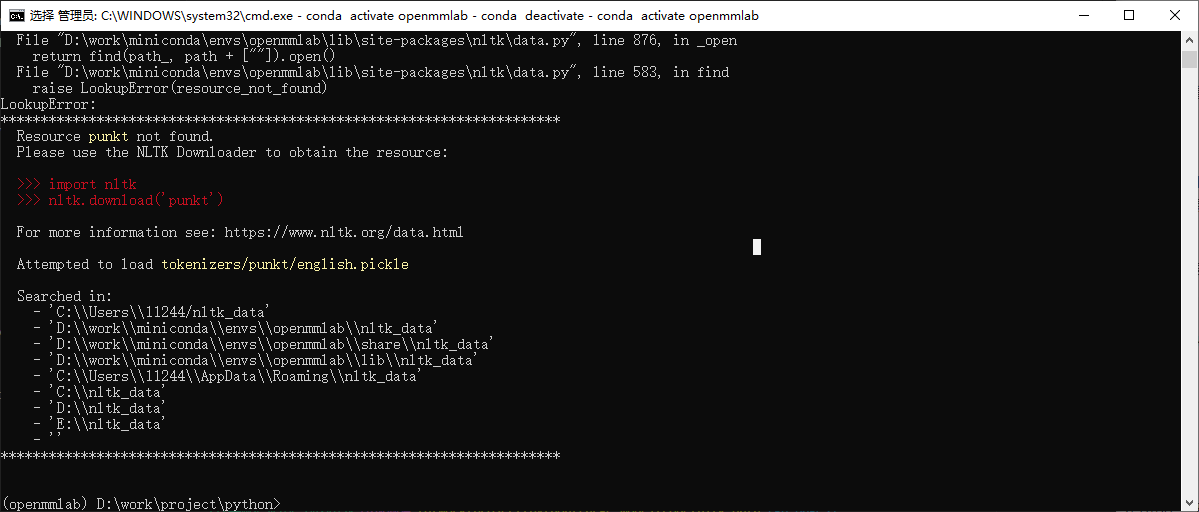 选择 管理员: C:\WINDOWS\system32\cmd.exe - conda  activate openmmlab - conda  deactivate - conda  activate openmmlab
  File "D:\work\miniconda\envs\openmmlab\lib\site-packages\nltk\data.py", line 876, in _open
    return find(path_, path + [""]).open()
  File "D:\work\miniconda\envs\openmmlab\lib\site-packages\nltk\data.py", line 583, in find
    raise LookupError(resource_not_found)
LookupError:
**********************************************************************
  Resource punkt not found.
  Please use the NLTK Downloader to obtain the resource:

  >>> import nltk
  >>> nltk.download('punkt')

  For more information see: https://www.nltk.org/data.html

  Attempted to load tokenizers/punkt/english.pickle

  Searched in:
    - 'C:\\Users\\11244/nltk_data'
    - 'D:\\work\\miniconda\\envs\\openmmlab\\nltk_data'
    - 'D:\\work\\miniconda\\envs\\openmmlab\\share\\nltk_data'
    - 'D:\\work\\miniconda\\envs\\openmmlab\\lib\\nltk_data'
    - 'C:\\Users\\11244\\AppData\\Roaming\\nltk_data'
    - 'C:\\nltk_data'
    - 'D:\\nltk_data'
    - 'E:\\nltk_data'
    - ''
**********************************************************************

(openmmlab) D:\work\project\python>